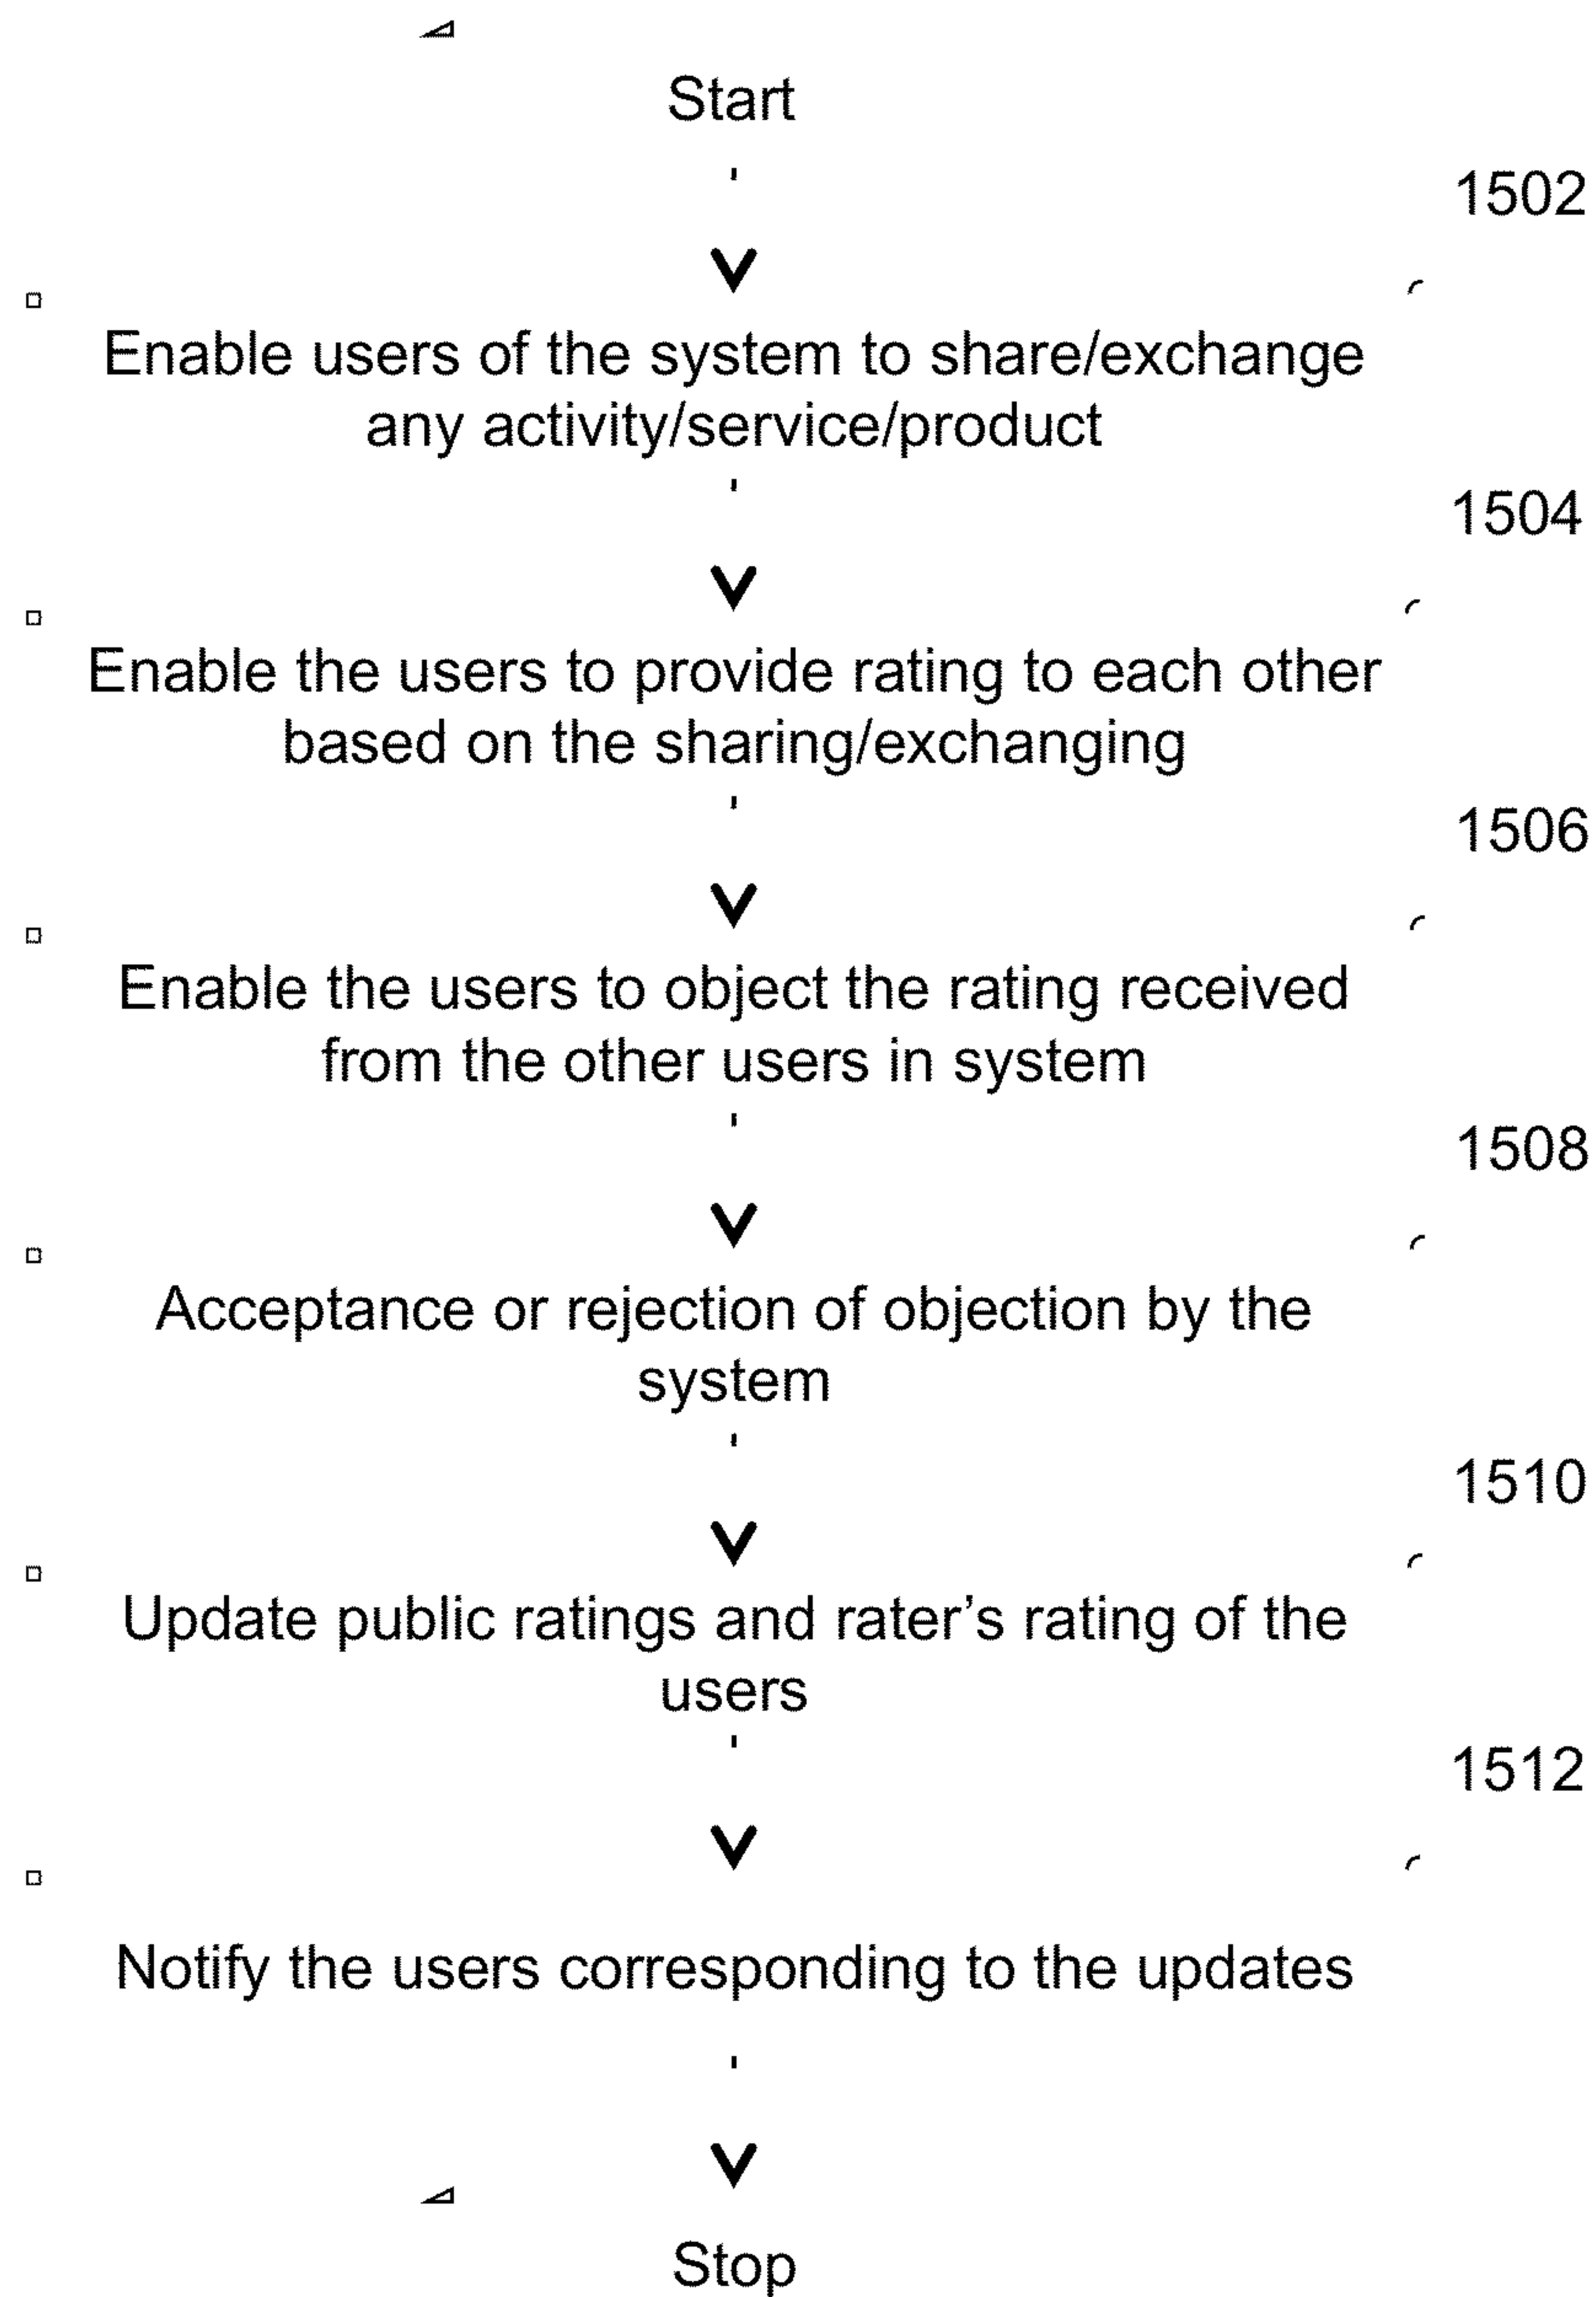 Start
1502
Enable users of the system to share/exchange
any activity/service/product
1504
Enable the users to provide rating to each other
based on the sharing/exchanging
1506
Enable the users to object the rating received
from the other users in system
1508
Acceptance or rejection of objection by the
system
1510
Update public ratings and rater’s rating of the
users
1512
Notify the users corresponding to the updates
Stop